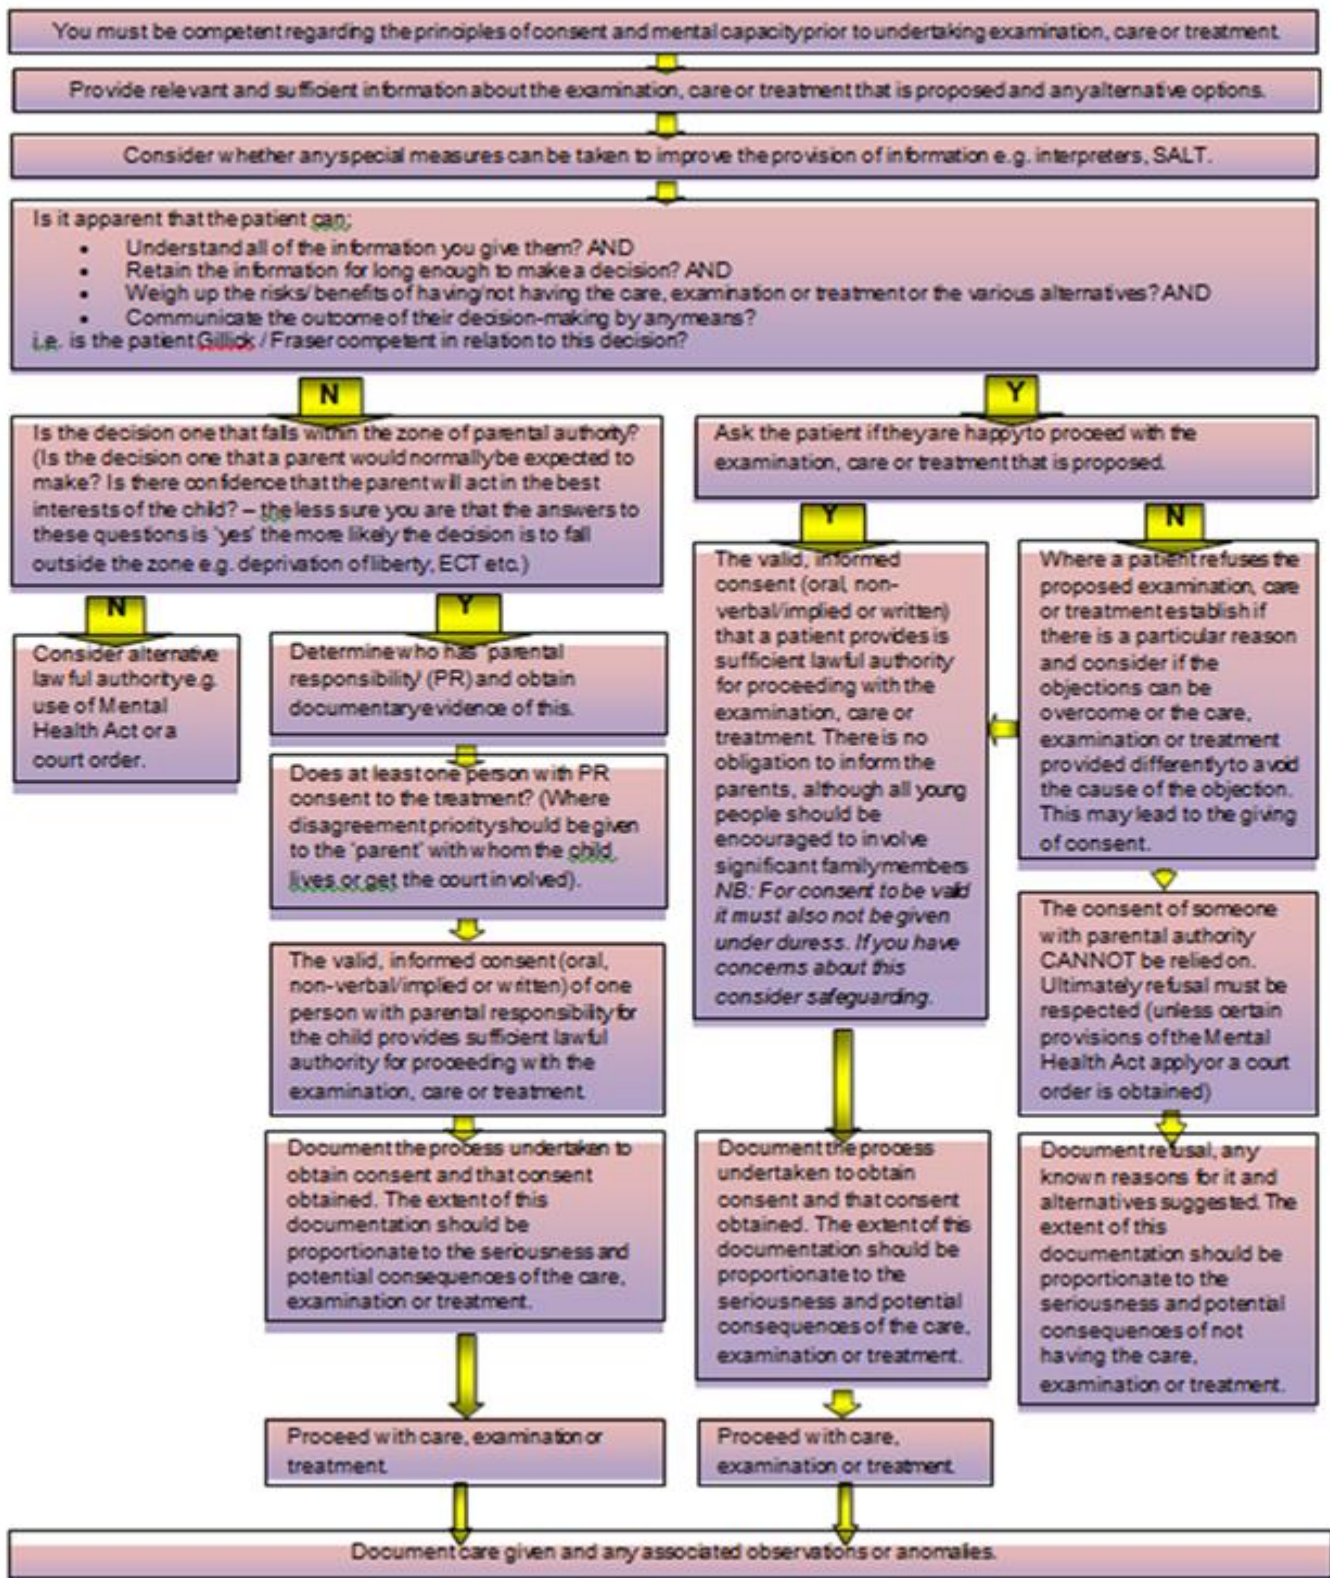 You must be competent regarding the principles of consent and mental capacity prior to undertaking examination, care or treatment.
Provide relevant and sufficient information about the examination, care or treatment that is proposed and any alternative options.
Consider whether any special measures can be taken to improve the provision of information e.g. interpreters, SALT.
Is it apparent that the patient can;
• Understand all of the information you give them? AND
• Retain the information for long enough to make a decision? AND
• Weigh up the risks/ benefits of having/not having the care, examination or treatment or the various alternatives? AND
• Communicate the outcome of their decision-making by any means?
i.e. is the patient Gillick / Fraser competent in relation to this decision?
N
Is the decision one that falls within the zone of parental authority?
(Is the decision one that a parent would normally be expected to
make? Is there confidence that the parent will act in the best
interests of the child? – the less sure you are that the answers to
these questions is ‘yes’ the more likely the decision is to fall
outside the zone e.g. deprivation of liberty, ECT etc.)
N
Consider alternative
lawful authority e.g.
use of Mental
Health Act or a
court order.
Y
Determine who has ‘parental
responsibility’ (PR) and obtain
documentary evidence of this.
Does at least one person with PR
consent to the treatment? (Where
disagreement priority should be given
to the ‘parent’ with whom the child
lives or get the court involved).
The valid, informed consent (oral,
non-verbal/implied or written) of one
person with parental responsibility for
the child provides sufficient lawful
authority for proceeding with the
examination, care or treatment.
Document the process undertaken to
obtain consent and that consent
obtained. The extent of this
documentation should be
proportionate to the seriousness and
potential consequences of the care,
examination or treatment.
Proceed with care, examination or
treatment.
Y
Ask the patient if they are happy to proceed with the
examination, care or treatment that is proposed.
Y
The valid, informed
consent (oral, non-
verbal/implied or written)
that a patient provides is
sufficient lawful authority
for proceeding with the
examination, care or
treatment. There is no
obligation to inform the
parents, although all young
people should be
encouraged to involve
significant family members
NB: For consent to be valid
it must also not be given
under duress. If you have
concerns about this
consider safeguarding.
Document the process
undertaken to obtain
consent and that consent
obtained. The extent of this
documentation should be
proportionate to the
seriousness and potential
consequences of the care,
examination or treatment.
Proceed with care,
examination or treatment.
N
Where a patient refuses the
proposed examination, care
or treatment establish if
there is a particular reason
and consider if the
objections can be
overcome or the care,
examination or treatment
provided differently to avoid
the cause of the objection.
This may lead to the giving
of consent.
The consent of someone
with parental authority
CANNOT be relied on.
Ultimately refusal must be
respected (unless certain
provisions of the Mental
Health Act apply or a court
order is obtained)
Document refusal, any
known reasons for it and
alternatives suggested. The
extent of this
documentation should be
proportionate to the
seriousness and potential
consequences of not
having the care,
examination or treatment.
Document care given and any associated observations or anomalies.